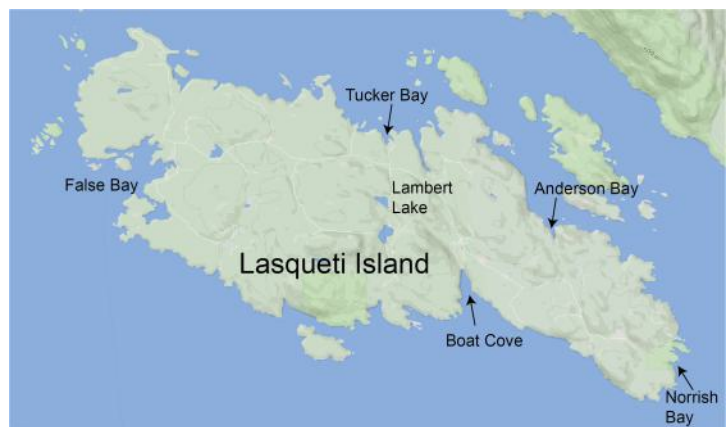 Tucker Bay
False Bay
Lambert
Lake
Anderson Bay
Lasqueti Island
Boat Cove
Norrish
Bay